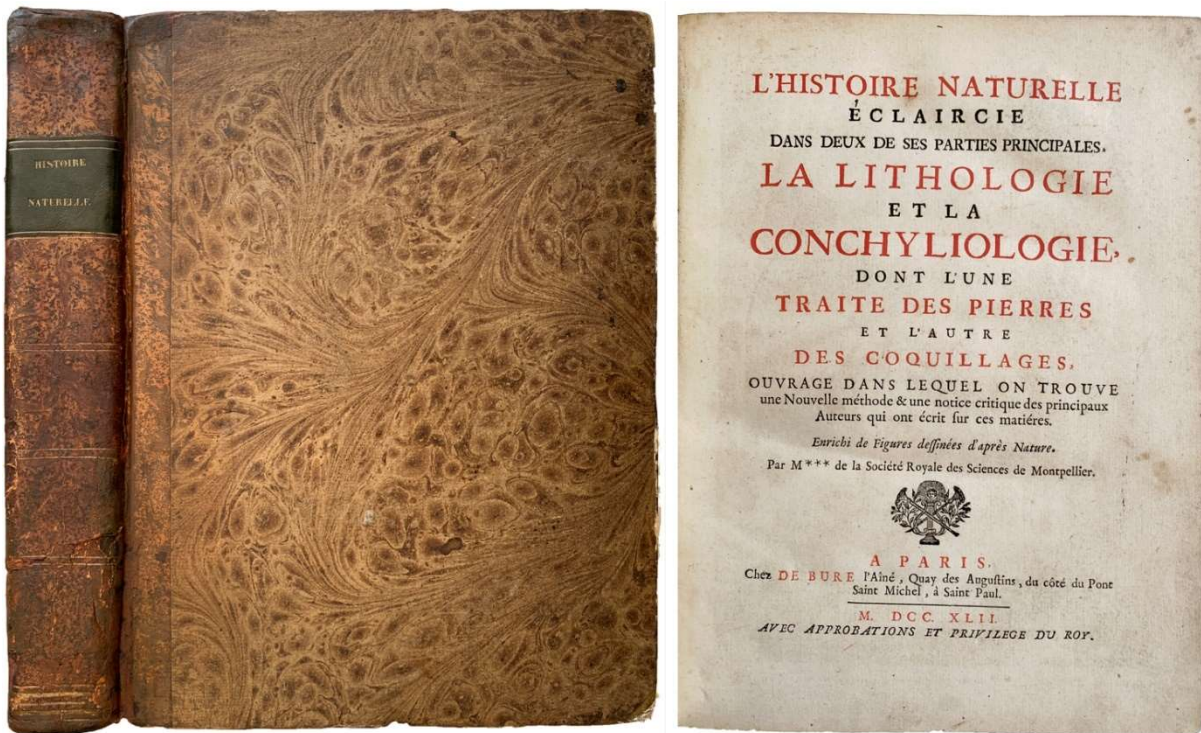 HISTOIRE
NATURELLE
L'HISTOIRE NATURELLE
ÉCLAIRCIE
DANS DEUX DE SES PARTIES PRINCIPALES.
LA LITHOLOGIE
ET LA
CONCHYLIOLOGIE,
DONT L'UNE
TRAITE DES PIERRES
ET L'AUTRE
DES COQUILLAGES,
OUVRAGE DANS LEQUEL ON TROUVE
une Nouvelle méthode & une notice critique des principaux
Auteurs qui ont écrit ſur ces matiéres.
Enrichi de Figures deſſinées d'après Nature.
Par M*** de la Société Royale des Sciences de Montpellier.
A PARIS.
Chez DE BURE l'Aîné, Quay des Auguſtins, du côté du Pont
Saint Michel, à Saint Paul.
M. DCC. XLII.
AVEC APPROBATIONS ET PRIVILEGE DU ROY.